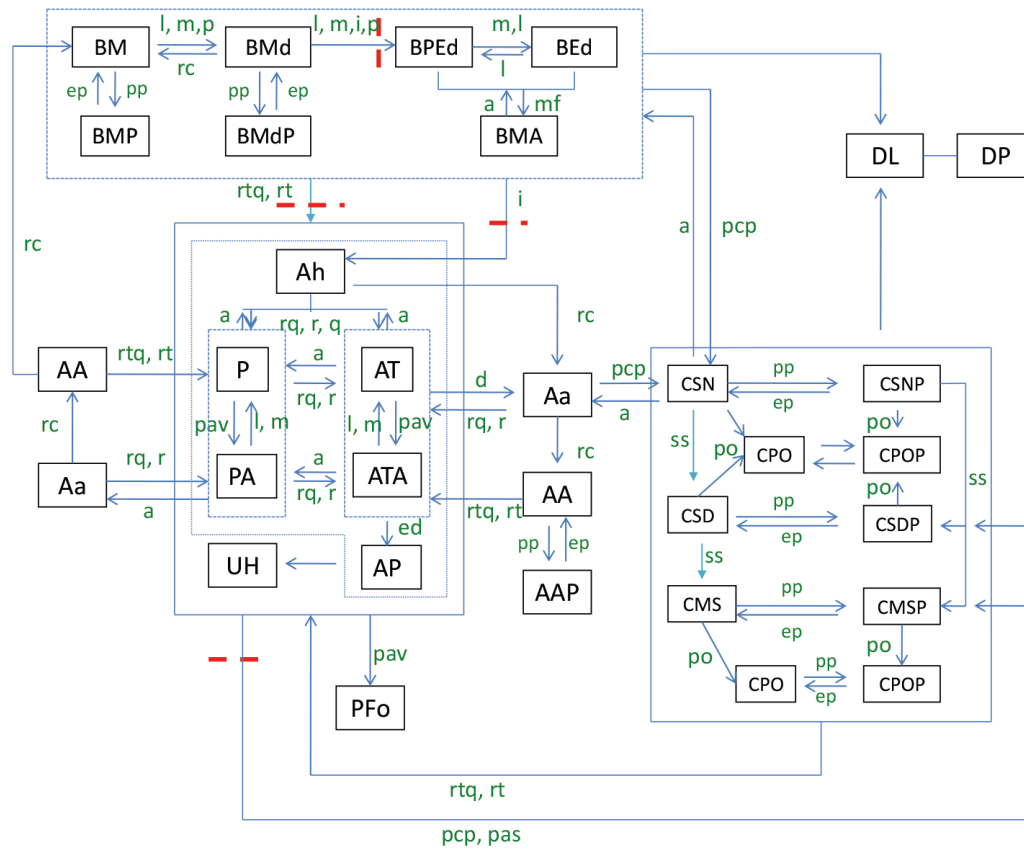 l, m,p
l, m,i,p
m,l
BM
BMd
BPEd
BEd
rc
l
ep
pp
pp
ep
a
mf
BMP
BMdP
BMA
DL
DP
rtq, rt
i
a
pcp
rc
Ah
a
rq, r, q
a
rc
AA
rtq, rt
P
a
AT
d
Aa
pcp
CSN
pp
CSNP
rq, r
rq, r
a
ep
pav
l, m
l, m
pav
po
rc
ss
po
CPO
CPOP
rc
rq, r
a
Aa
PA
ATA
AA
po
ss
a
rq, r
rtq, rt
pp
CSD
CSDP
ed
ep
pp
ep
ss
UH
AP
AAP
pp
CMS
CMSP
ep
pav
po
po
pp
CPO
CPOP
ep
PFo
rtq, rt
pcp, pas